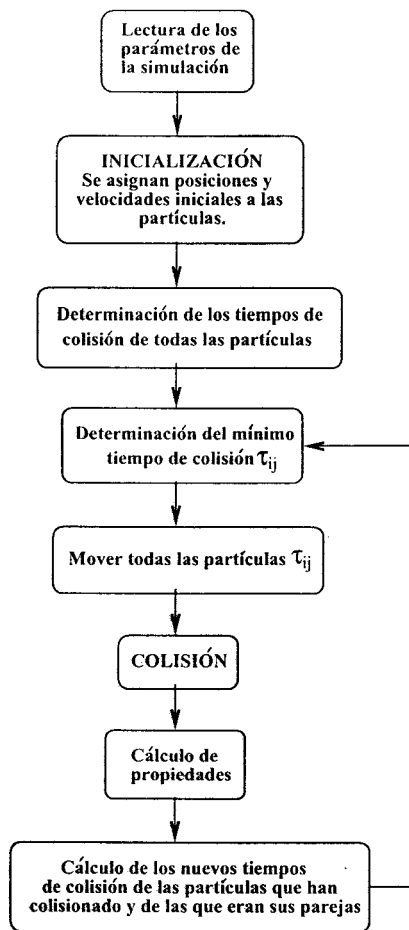 Lectura de los
parámetros de
la simulación
INICIALIZACIÓN
Se asignan posiciones y
velocidades iniciales a las
partículas.
Determinación de los tiempos de
colisión de todas las partículas
Determinación del mínimo
tiempo de colisión τij
Mover todas las partículas τij
COLISIÓN
Cálculo de
propiedades
Cálculo de los nuevos tiempos
de colisión de las partículas que han
colisionado y de las que eran sus parejas